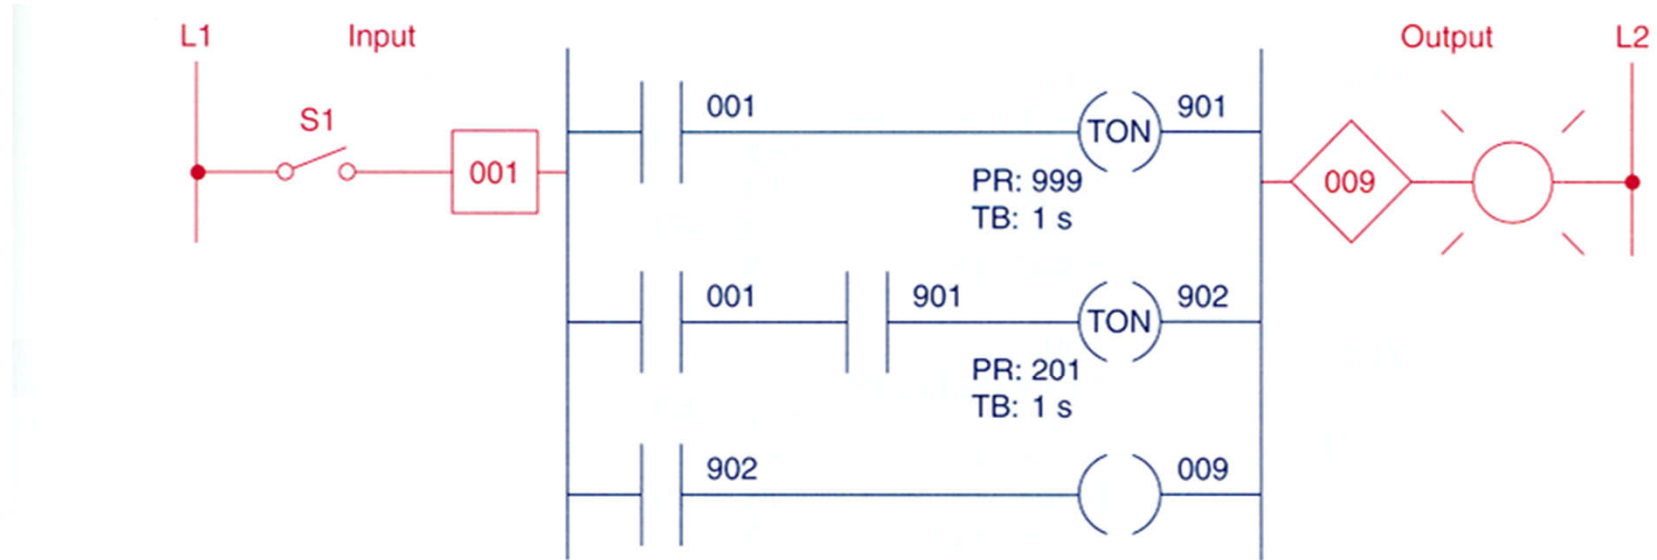 L1 Input Output L2
S1
001 001 TON 901 009
PR: 999
TB: 1 s
001 901 TON 902
PR: 201
TB: 1 s
902 009